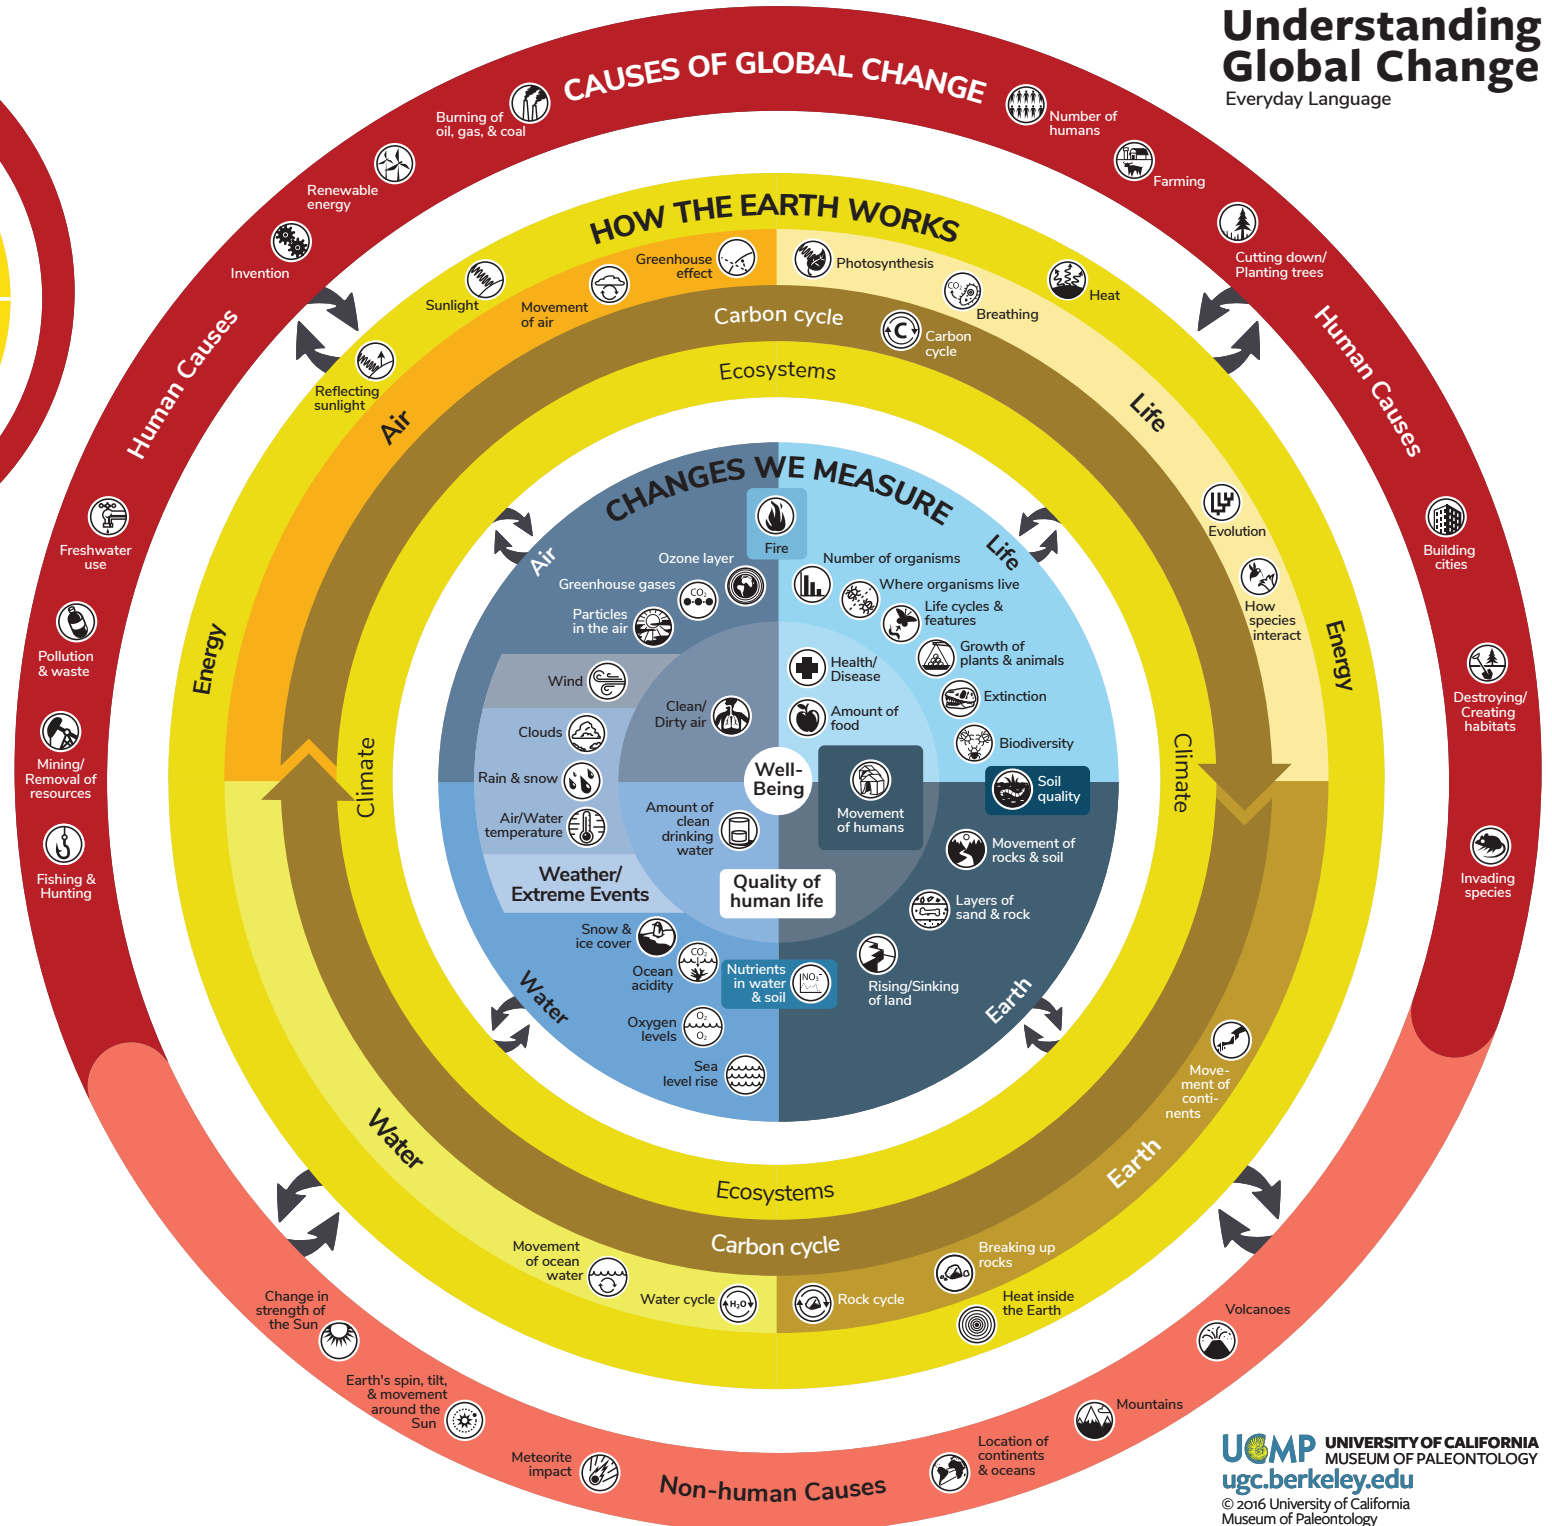 Understanding
Global Change
Everyday Language
CAUSES OF GLOBAL CHANGE
Burning of
oil, gas, & coal
Renewable
energy
Invention
Human Causes
Freshwater
use
Pollution
& waste
Mining/
Removal of
resources
Fishing &
Hunting
Number of
humans
Farming
Cutting down/
Planting trees
Human Causes
Building
cities
Destroying/
Creating
habitats
Invading
species
HOW THE EARTH WORKS
Sunlight
Reflecting
sunlight
Energy
Heat
Energy
Greenhouse
effect
Movement
of air
Air
Photosynthesis
CO2
Breathing
Life
Evolution
How
species
interact
Carbon cycle
C
Carbon
cycle
Ecosystems
Climate
Climate
CHANGES WE MEASURE
Fire
Air
Ozone layer
Greenhouse gases
CO2
Particles
in the air
Wind
Clouds
Rain & snow
Air/Water
temperature
Weather/
Extreme Events
Life
Number of organisms
Where organisms live
Life cycles &
features
Growth of
plants & animals
Extinction
Biodiversity
Soil
quality
Health/
Disease
Amount of
food
Clean/
Dirty air
Well-
Being
Movement
of humans
Amount of
clean
drinking
water
Quality of
human life
Movement of
rocks & soil
Layers of
sand & rock
Rising/Sinking
of land
Earth
Snow &
ice cover
CO2
Ocean
acidity
Nutrients
in water
& soil
NO3-
O2
O2
Oxygen
levels
Sea
level rise
Water
Move-
ment of
conti-
nents
Earth
Water
Ecosystems
Carbon cycle
Movement
of ocean
water
Water cycle
H2O
Rock cycle
Breaking up
rocks
Heat inside
the Earth
Change in
strength of
the Sun
Earth's spin, tilt,
& movement
around the
Sun
Meteorite
impact
Non-human Causes
Location of
continents
& oceans
Mountains
Volcanoes
UCMP
UNIVERSITY OF CALIFORNIA
MUSEUM OF PALEONTOLOGY
ugc.berkeley.edu
© 2016 University of California
Museum of Paleontology